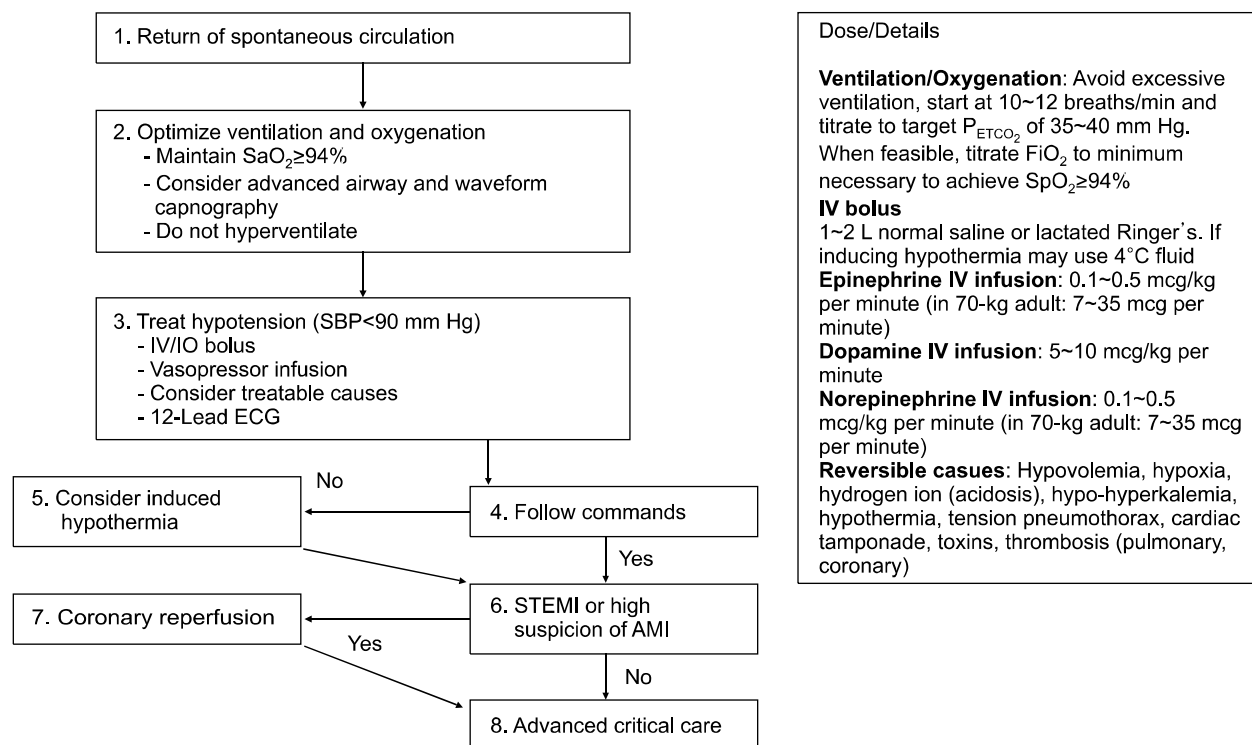 1. Return of spontaneous circulation
2. Optimize ventilation and oxygenation
- Maintain SaO₂≥94%
- Consider advanced airway and waveform
capnography
- Do not hyperventilate
3. Treat hypotension (SBP<90 mm Hg)
- IV/IO bolus
- Vasopressor infusion
- Consider treatable causes
- 12-Lead ECG
4. Follow commands
No
5. Consider induced
hypothermia
Yes
6. STEMI or high
suspicion of AMI
7. Coronary reperfusion
Yes
No
8. Advanced critical care
Dose/Details
Ventilation/Oxygenation: Avoid excessive
ventilation, start at 10~12 breaths/min and
titrate to target PETCO₂ of 35~40 mm Hg.
When feasible, titrate FiO₂ to minimum
necessary to achieve SpO₂≥94%
IV bolus
1~2 L normal saline or lactated Ringer's. If
inducing hypothermia may use 4°C fluid
Epinephrine IV infusion: 0.1~0.5 mcg/kg
per minute (in 70-kg adult: 7~35 mcg per
minute)
Dopamine IV infusion: 5~10 mcg/kg per
minute
Norepinephrine IV infusion: 0.1~0.5
mcg/kg per minute (in 70-kg adult: 7~35 mcg
per minute)
Reversible casues: Hypovolemia, hypoxia,
hydrogen ion (acidosis), hypo-hyperkalemia,
hypothermia, tension pneumothorax, cardiac
tamponade, toxins, thrombosis (pulmonary,
coronary)